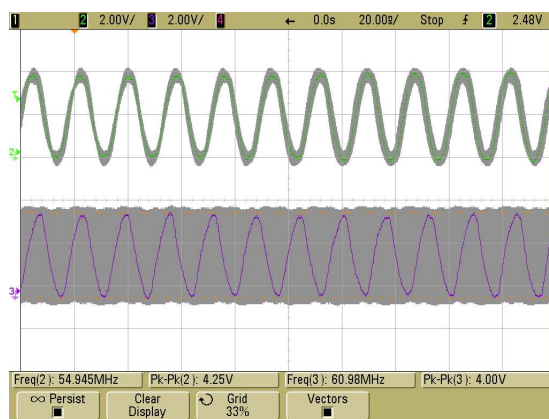 1 2 2.00V/ 3 2.00V/ 4 0.0s 20.00ns/ Stop 2 2.48V
T
2
3
Freq(2): 54.945MHz Pk-Pk(2): 4.25V Freq(3): 60.98MHz Pk-Pk(3): 4.00V
∞ Persist Clear Display Grid 33% Vectors